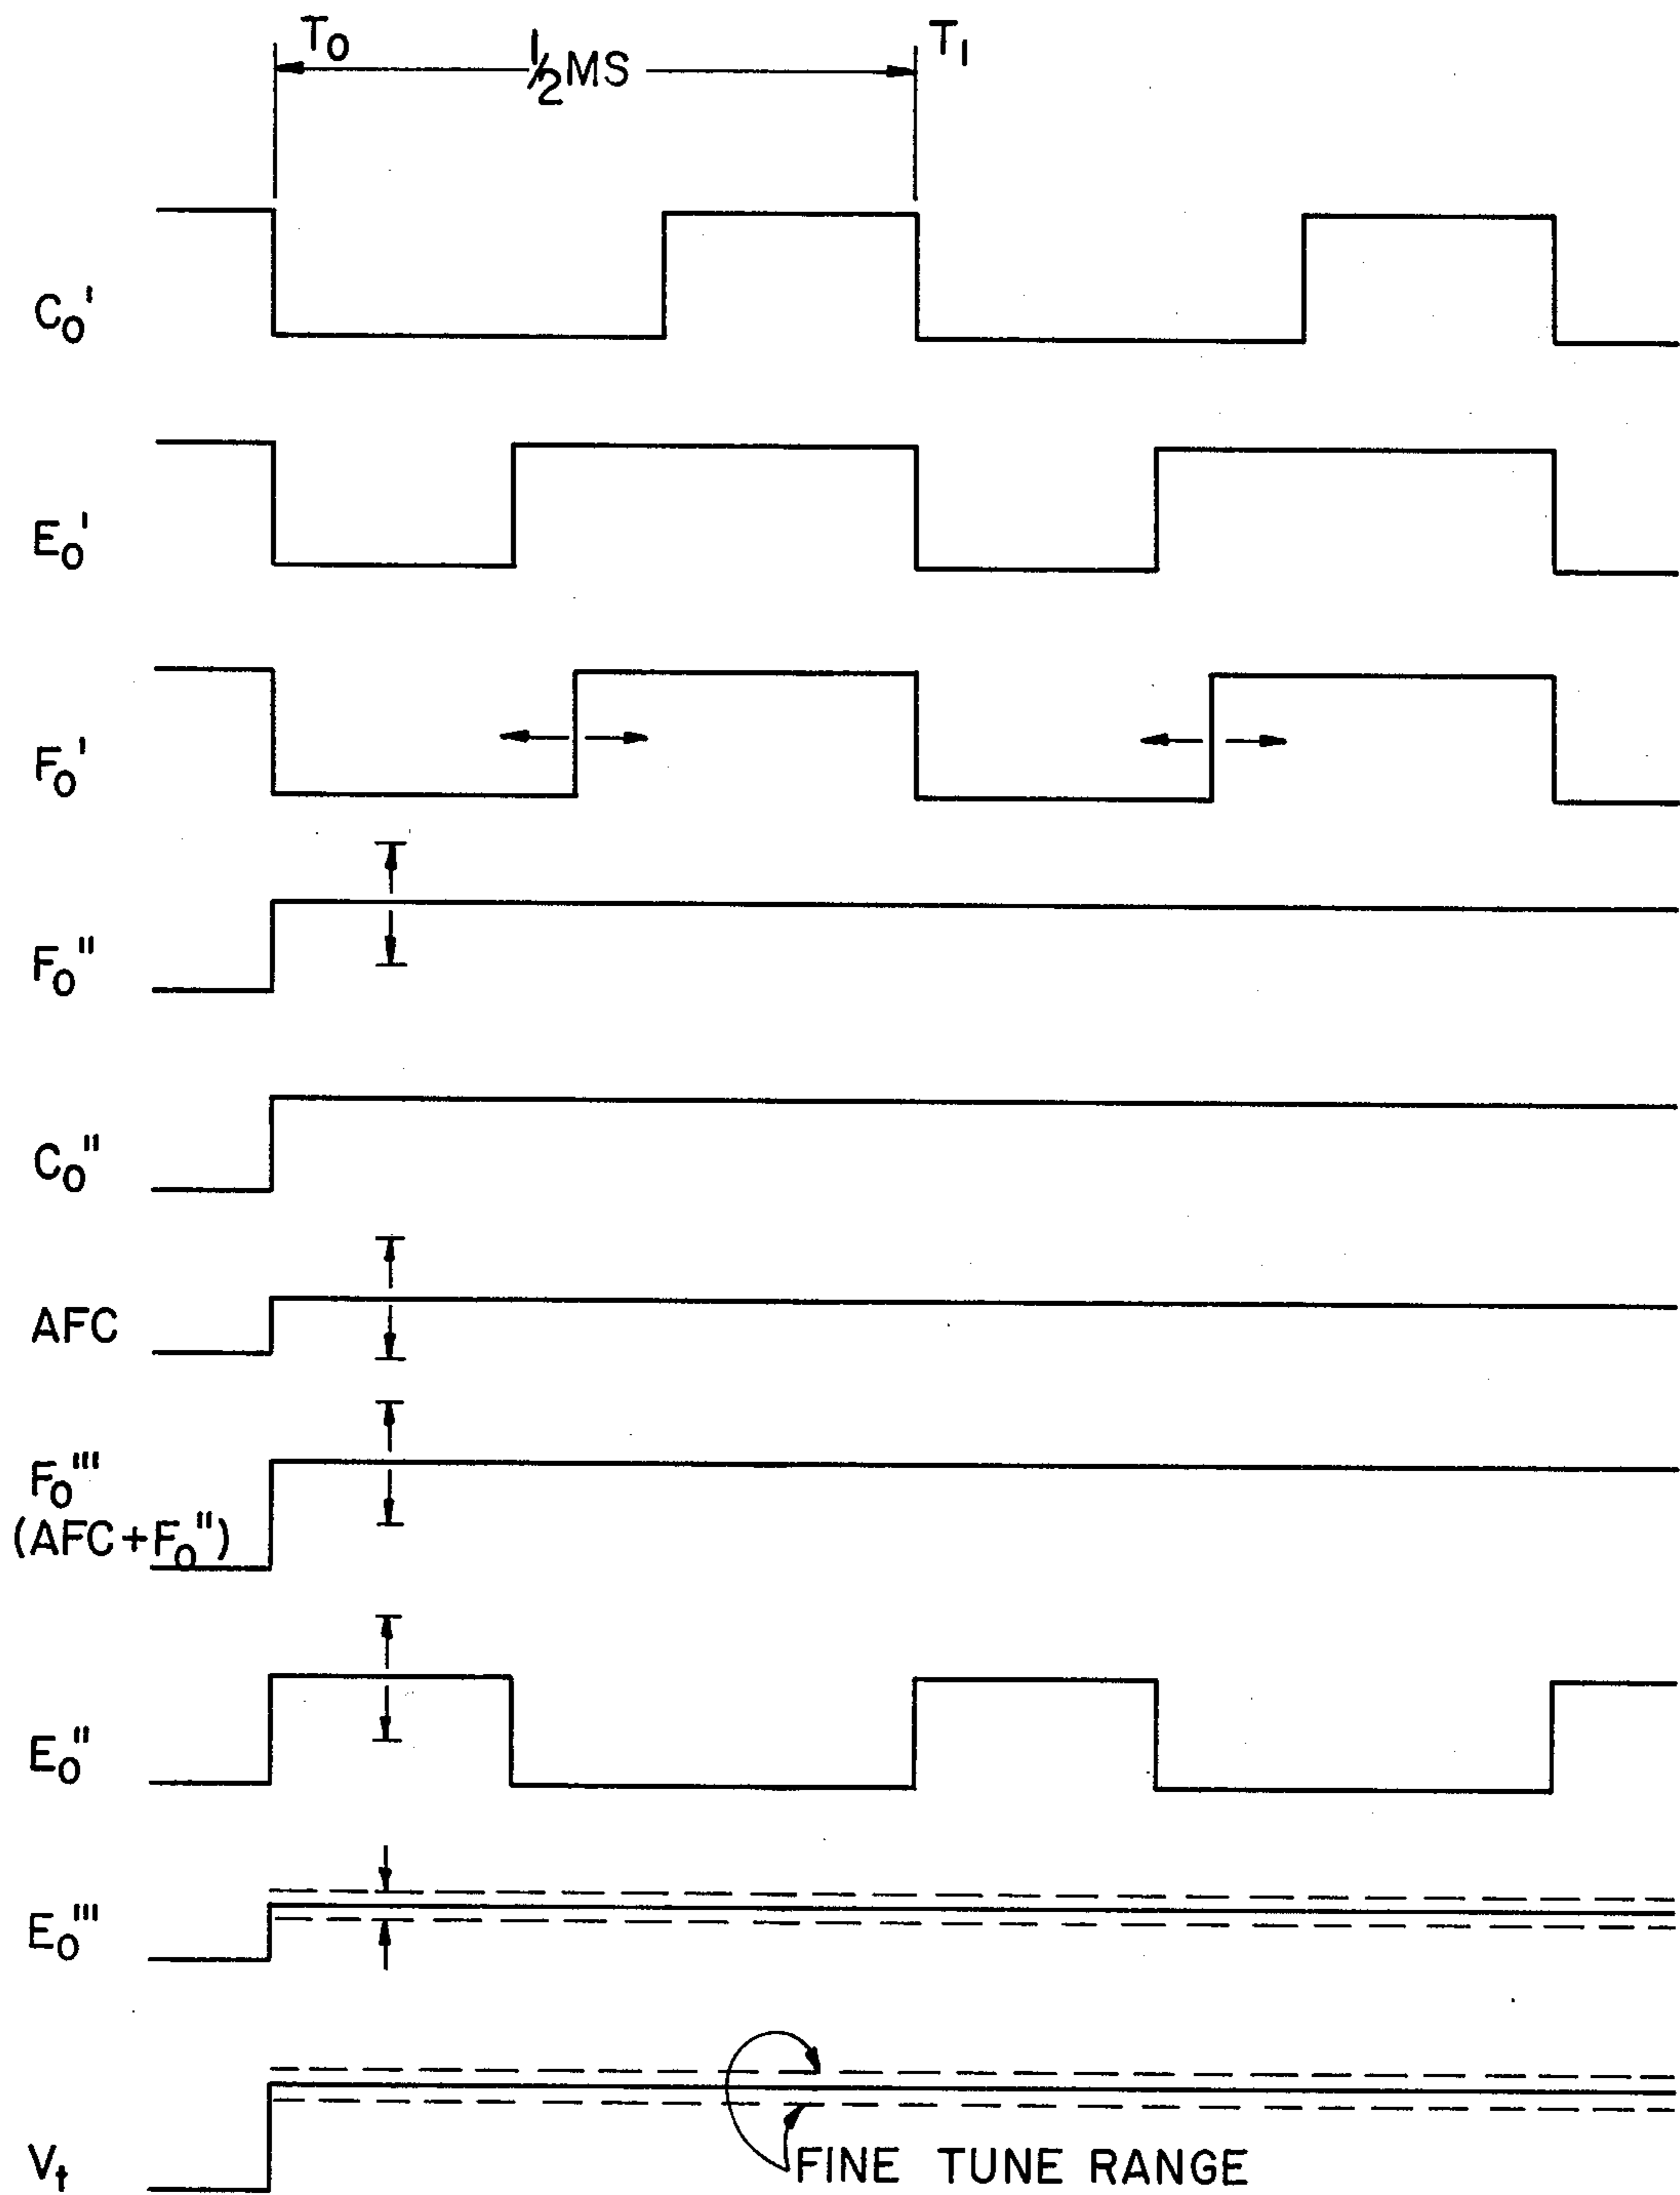 T₀
½MS
T₁
C₀'
E₀'
F₀'
F₀''
C₀''
AFC
F₀'''
(AFC+F₀'')
E₀''
E₀'''
Vₜ
FINE TUNE RANGE